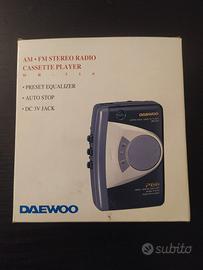 AM • FM STEREO RADIO
CASSETTE PLAYER
• PRESET EQUALIZER
• AUTO STOP
• DC 3V JACK
DAEWOO
DAEWOO
subito